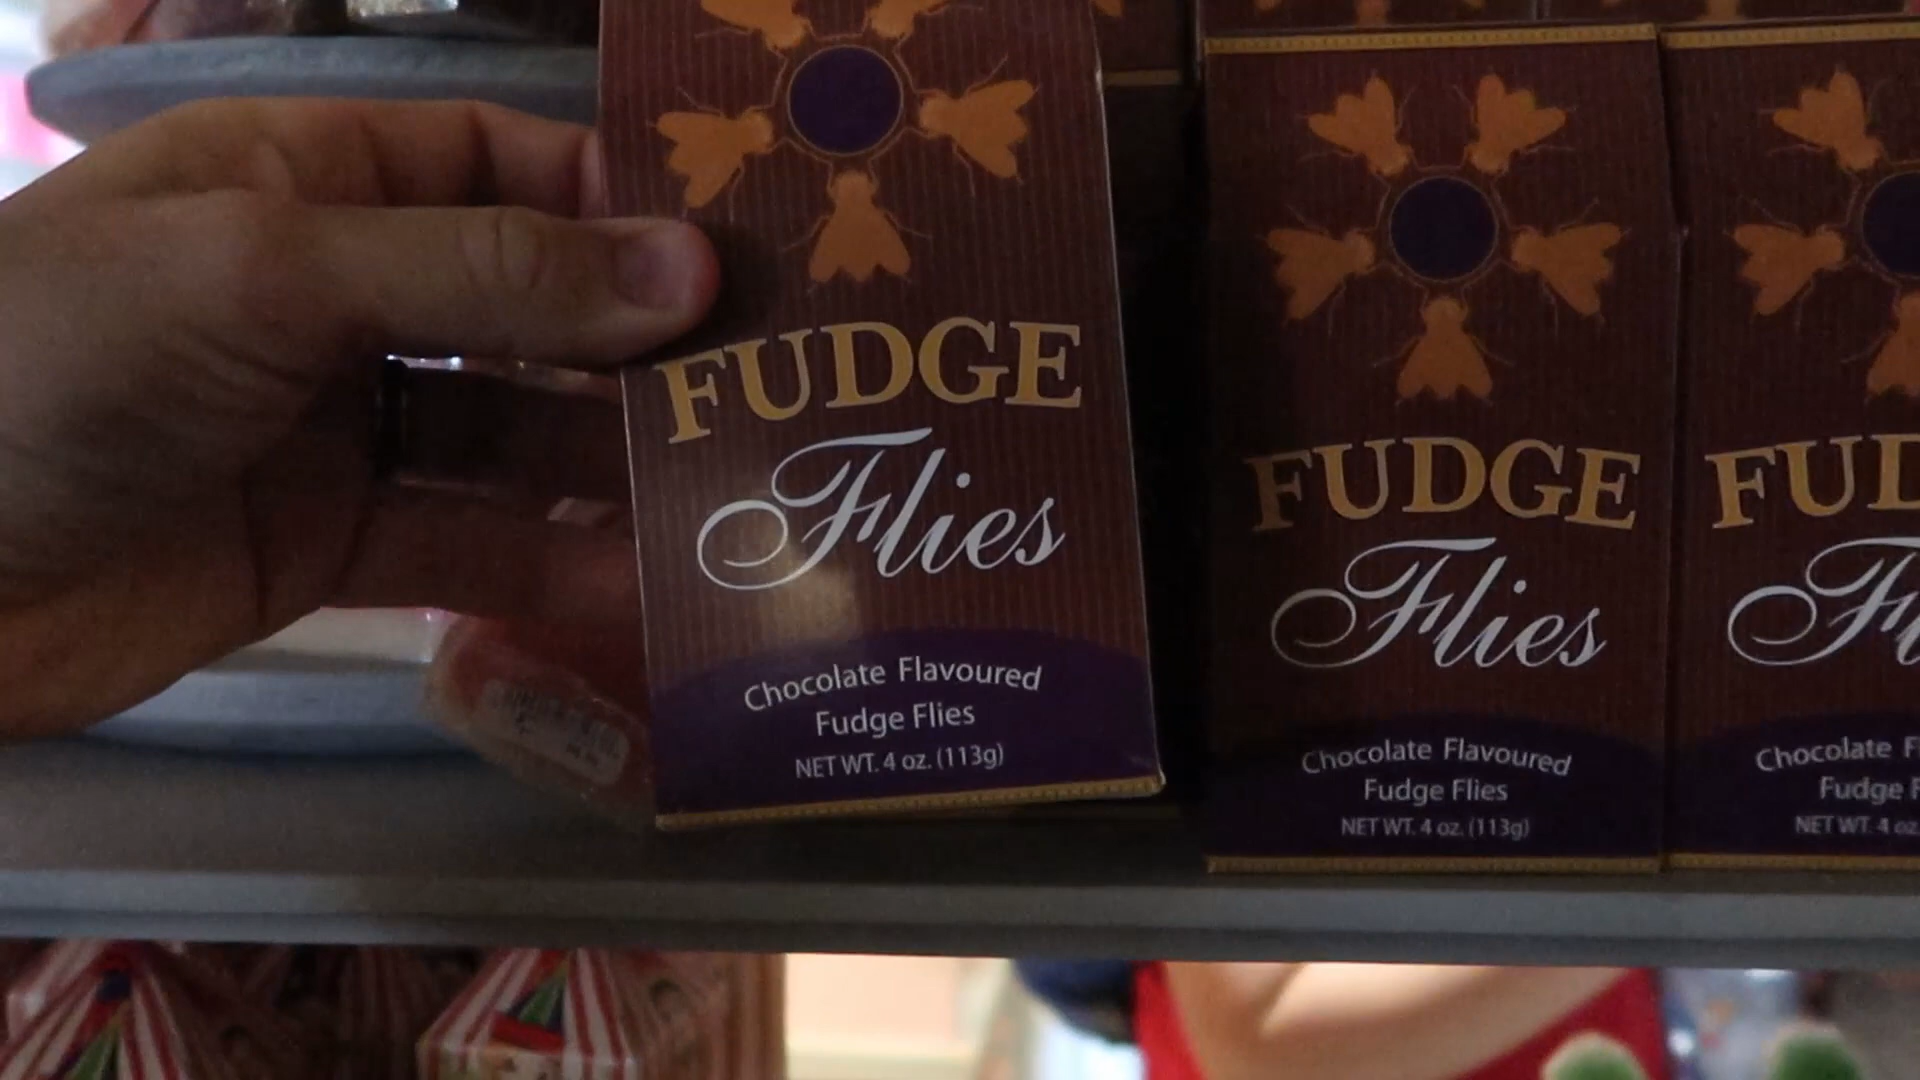 FUDGE
Flies
Chocolate Flavoured
Fudge Flies
NET WT. 4 oz. (113g)
FUDGE
Flies
Chocolate Flavoured
Fudge Flies
NET WT. 4 oz. (113g)
Chocolate
Fudge
NET WT. 4 oz.